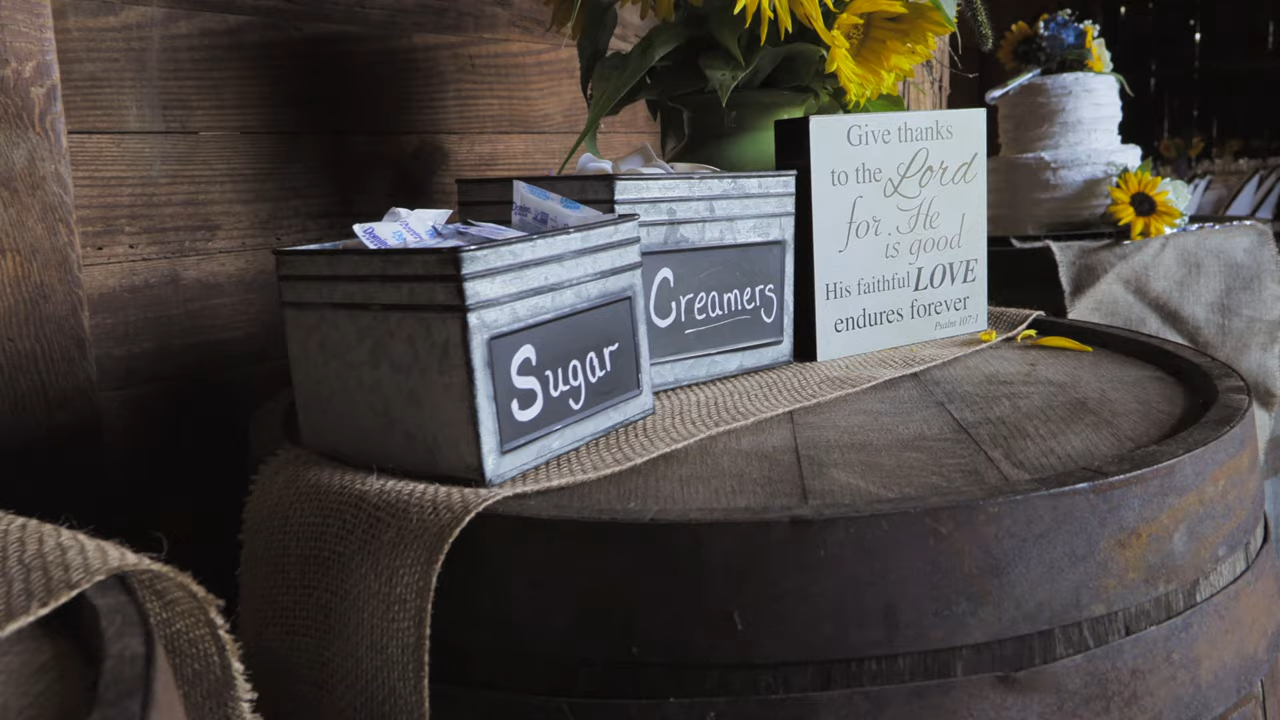 Give thanks
to the Lord
for. He
is good
His faithful LOVE
endures forever
Psalm 107:1
Creamers
Sugar
Domino